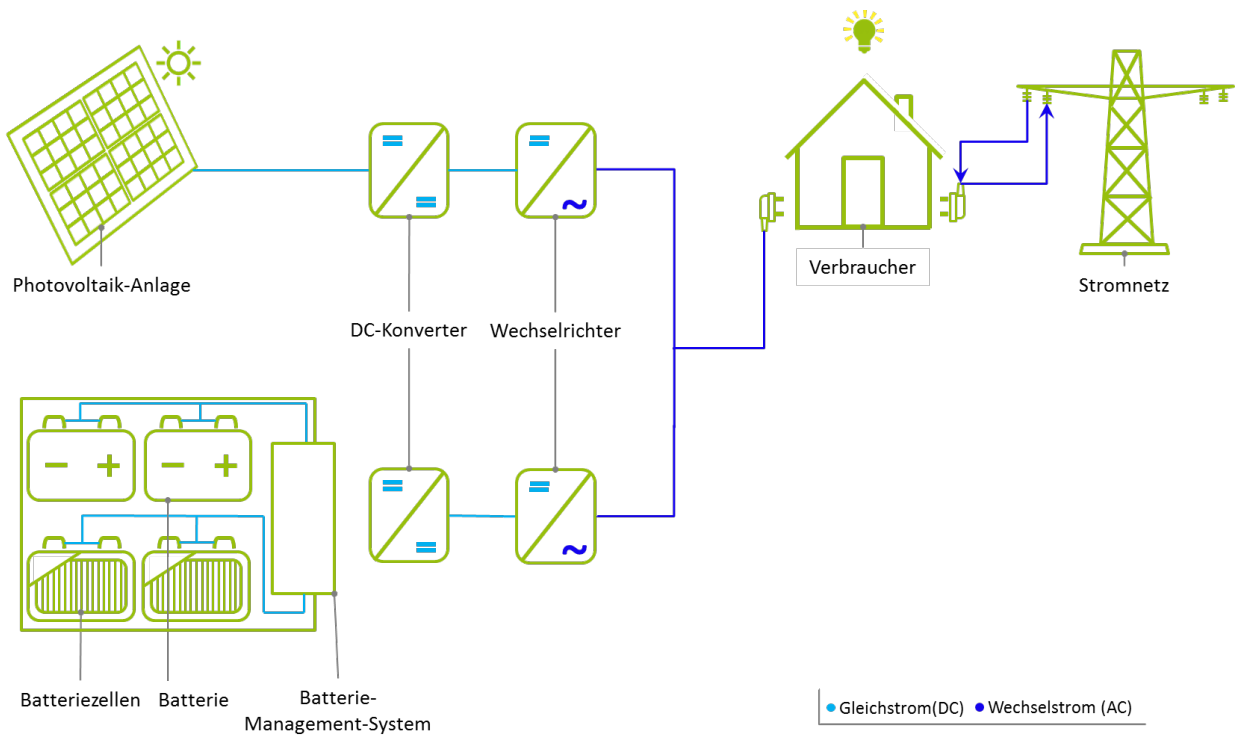 Photovoltaik-Anlage
Verbraucher
Stromnetz
DC-Konverter
Wechselrichter
Batteriezellen
Batterie
Batterie-
Management-System
Gleichstrom(DC)
Wechselstrom (AC)